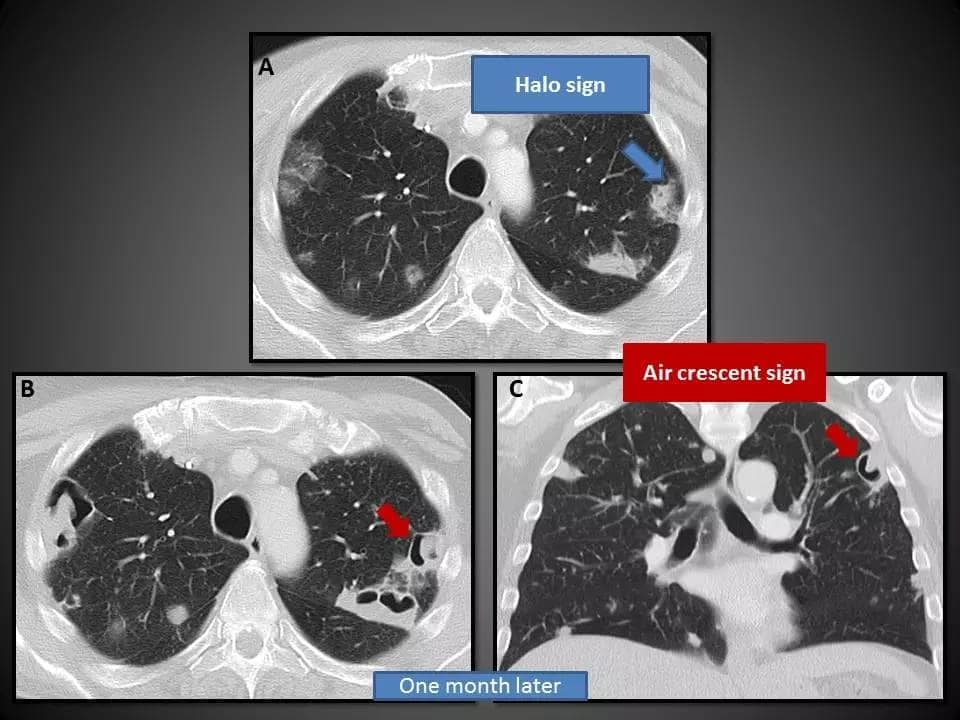 A
Halo sign
Air crescent sign
B
C
One month later